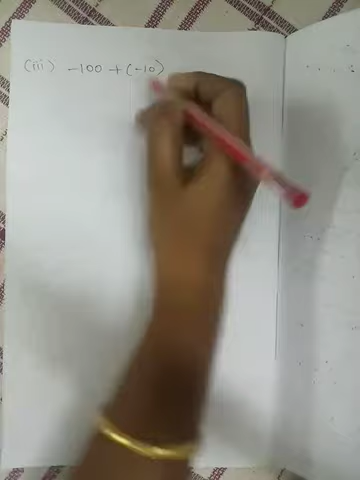 (iii) -100 + (-10)